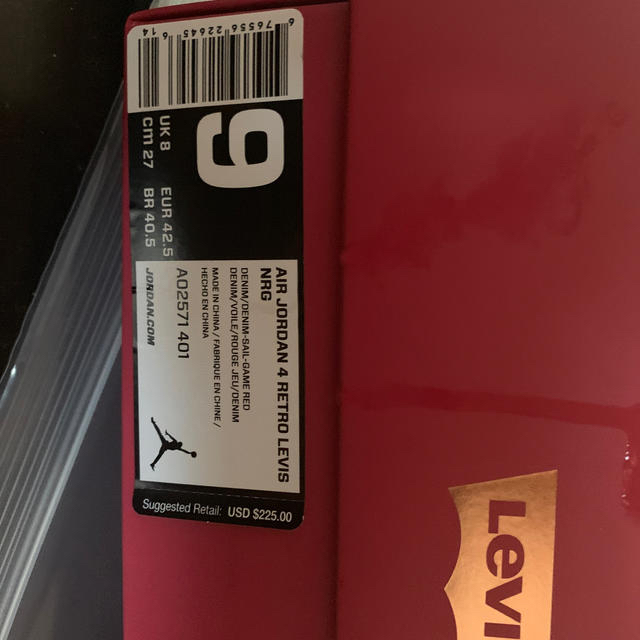 6 76556 22645 6 14
9
UK 8 EUR 42.5
cm 27 BR 40.5
AIR JORDAN 4 RETRO LEVIS
NRG
DENIM/DENIM-SAIL-GAME RED
DENIM/VOILE/ROUGE JEU/DENIM
MADE IN CHINA / FABRIQUE EN CHINE /
HECHO EN CHINA
AO2571 401
JORDAN.COM
Suggested Retail: USD $225.00
Levi